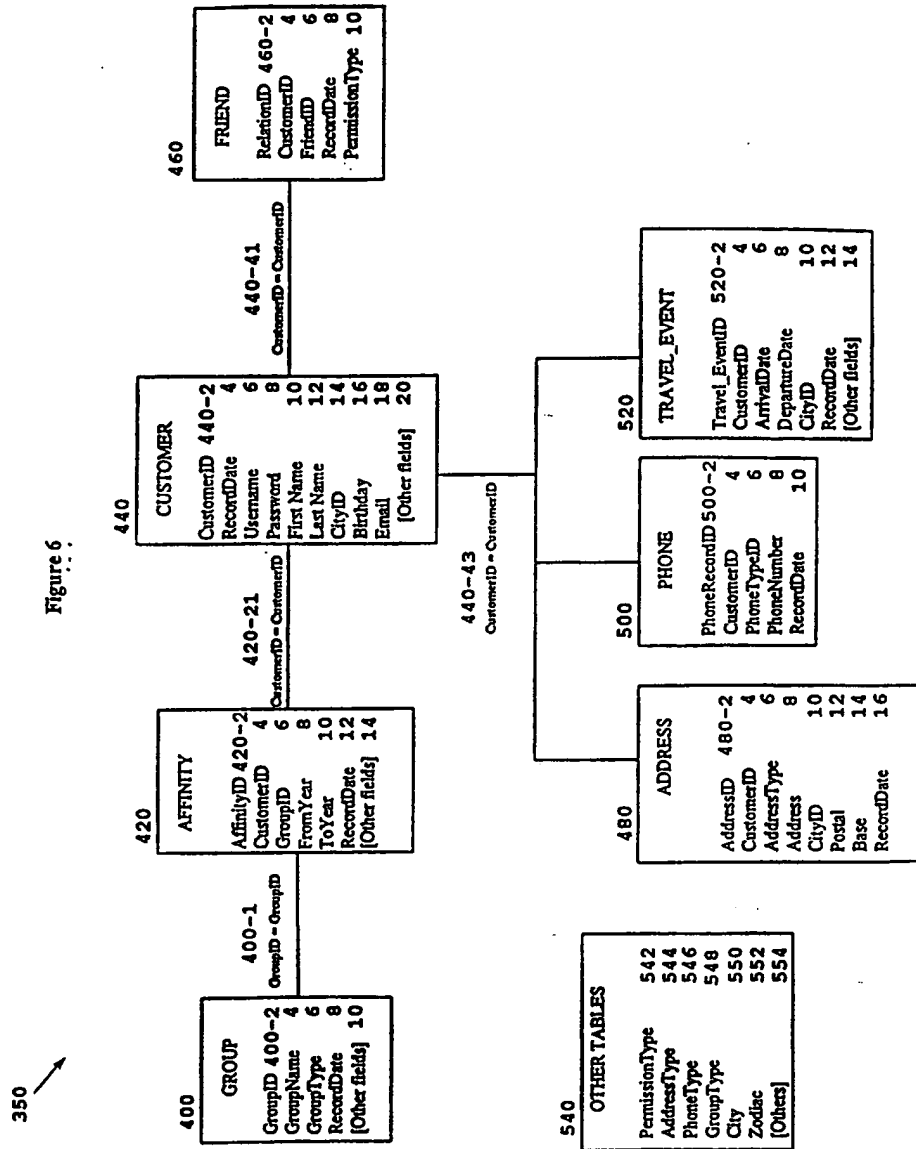 Figure 6
350
400
GROUP
GroupID 400-2
GroupName 4
GroupType 6
RecordDate 8
[Other fields] 10
400-1
GroupID = GroupID
420
AFFINITY
AffinityID 420-2
CustomerID 4
GroupID 6
FromYear 8
ToYear 10
RecordDate 12
[Other fields] 14
420-21
CustomerID = CustomerID
440
CUSTOMER
CustomerID 440-2
RecordDate 4
Username 6
Password 8
First Name 10
Last Name 12
CityID 14
Birthday 16
Email 18
[Other fields] 20
440-41
CustomerID = CustomerID
460
FRIEND
RelationID 460-2
CustomerID 4
FriendID 6
RecordDate 8
PermissionType 10
440-43
CustomerID = CustomerID
540
OTHER TABLES
PermissionType 542
AddressType 544
PhoneType 546
GroupType 548
City 550
Zodiac 552
[Others] 554
480
ADDRESS
AddressID 480-2
CustomerID 4
AddressType 6
Address 8
CityID 10
Postal 12
Base 14
RecordDate 16
500
PHONE
PhoneRecordID 500-2
CustomerID 4
PhoneTypeID 6
PhoneNumber 8
RecordDate 10
520
TRAVEL_EVENT
Travel_EventID 520-2
CustomerID 4
ArrivalDate 6
DepartureDate 8
CityID 10
RecordDate 12
[Other fields] 14